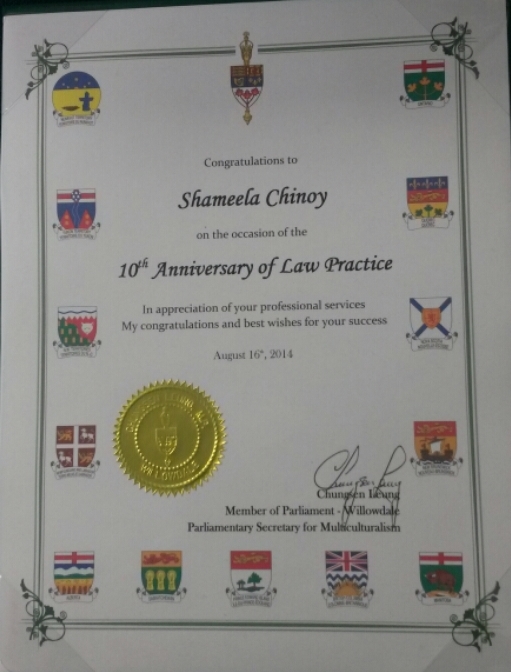 Congratulations to
Shameela Chinoy
on the occasion of the
10th Anniversary of Law Practice
In appreciation of your professional services
My congratulations and best wishes for your success
August 16th, 2014
WILLOWDALE
Chungsen Leung
Member of Parliament - Willowdale
Parliamentary Secretary for Multiculturalism